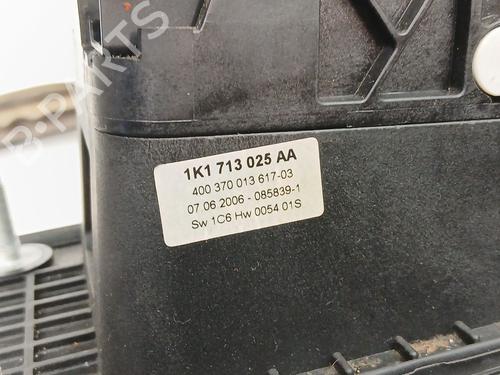 1K1 713 025 AA
400 370 013 617-03
07 06 2006 - 085839-1
Sw 1C6 Hw 0054 01S
B-PARTS